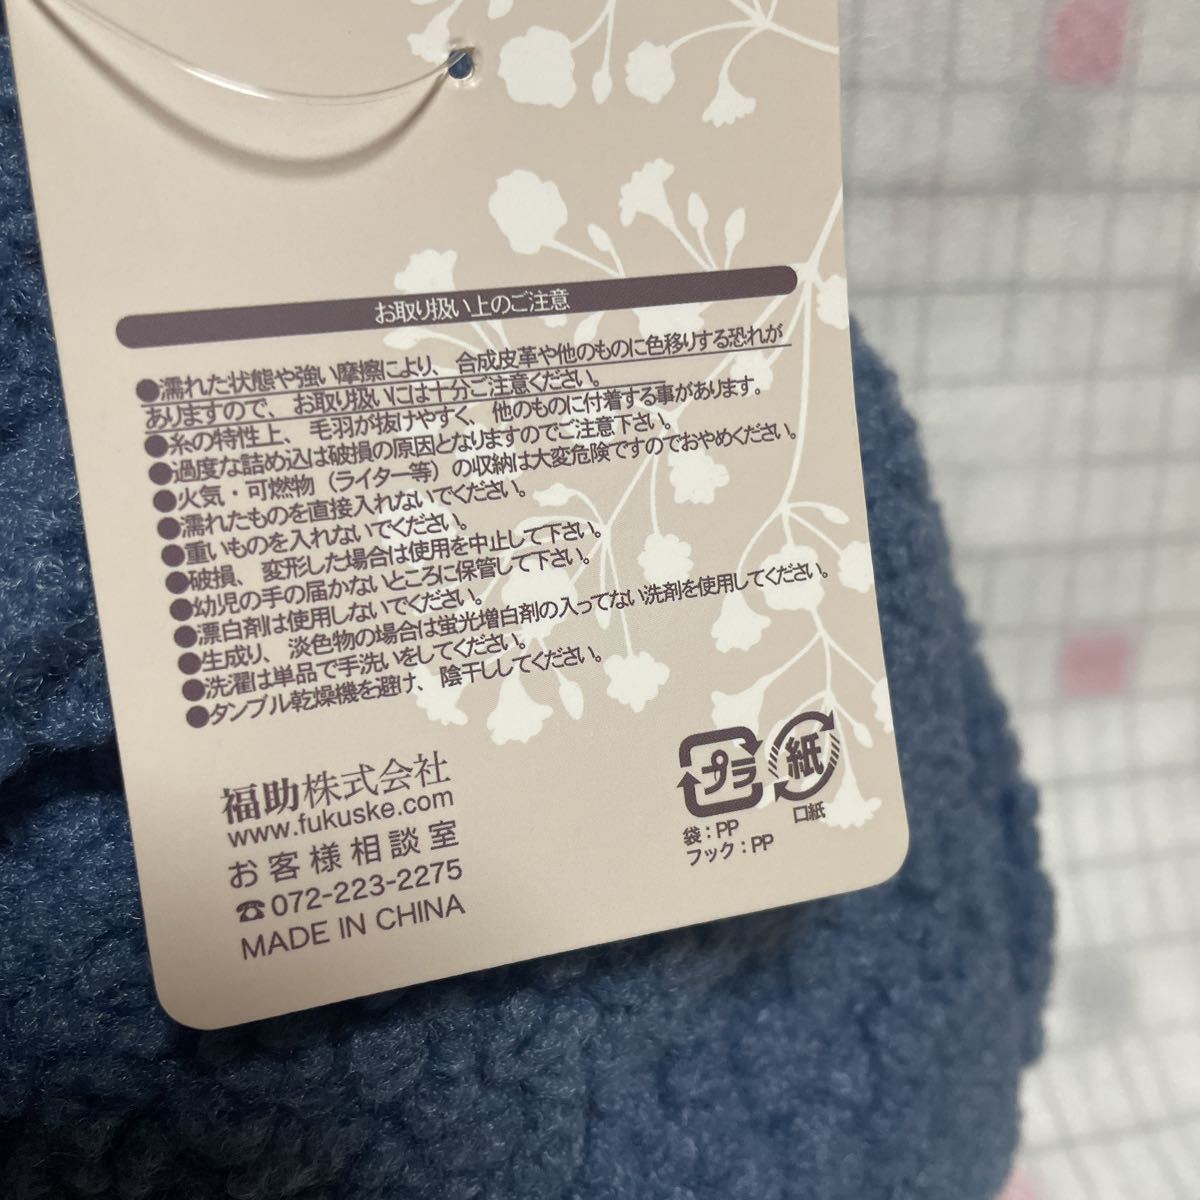 お取り扱い上のご注意
●濡れた状態や強い摩擦により、合成皮革や他のものに色移りする恐れが
ありますので、お取り扱いには十分ご注意ください。
●糸の特性上、毛羽が抜けやすく、他のものに付着する事があります。
●過度な詰め込は破損の原因となりますのでご注意下さい。
●火気・可燃物（ライター等）の収納は大変危険ですのでおやめください。
●濡れたものを直接入れないでください。
●重いものを入れないでください。
●破損、変形した場合は使用を中止して下さい。
●幼児の手の届かないところに保管して下さい。
●漂白剤は使用しないでください。
●生成り、淡色物の場合は蛍光増白剤の入ってない洗剤を使用してください。
●洗濯は単品で手洗いをしてください。
●タンブル乾燥機を避け、陰干ししてください。
福助株式会社
www.fukuske.com
お客様相談室
☎072-223-2275
MADE IN CHINA
プラ
袋：PP
フック：PP
紙
口紙